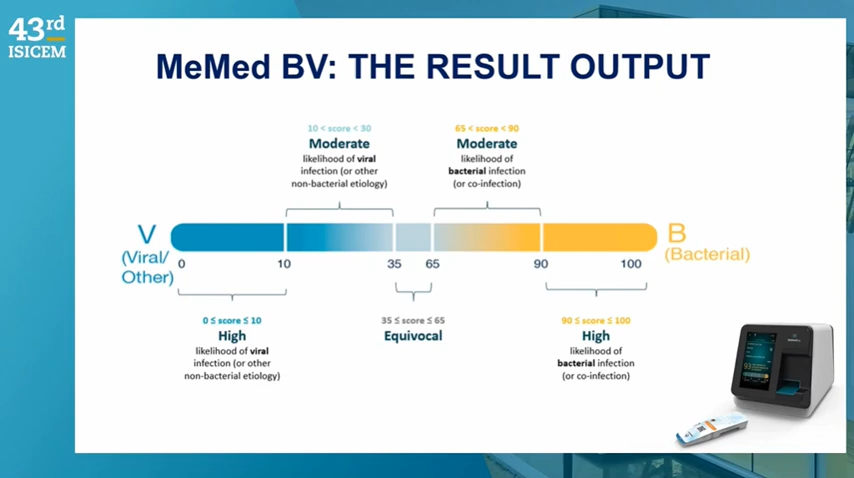 43rd
ISICEM
MeMed BV: THE RESULT OUTPUT
10 < score < 30
Moderate
likelihood of viral
infection (or other
non-bacterial etiology)
65 < score < 90
Moderate
likelihood of
bacterial infection
(or co-infection)
V
(Viral/
Other)
B
(Bacterial)
0
10
35
65
90
100
0 ≤ score ≤ 10
High
likelihood of viral
infection (or other
non-bacterial etiology)
35 ≤ score ≤ 65
Equivocal
90 ≤ score ≤ 100
High
likelihood of
bacterial infection
(or co-infection)
93